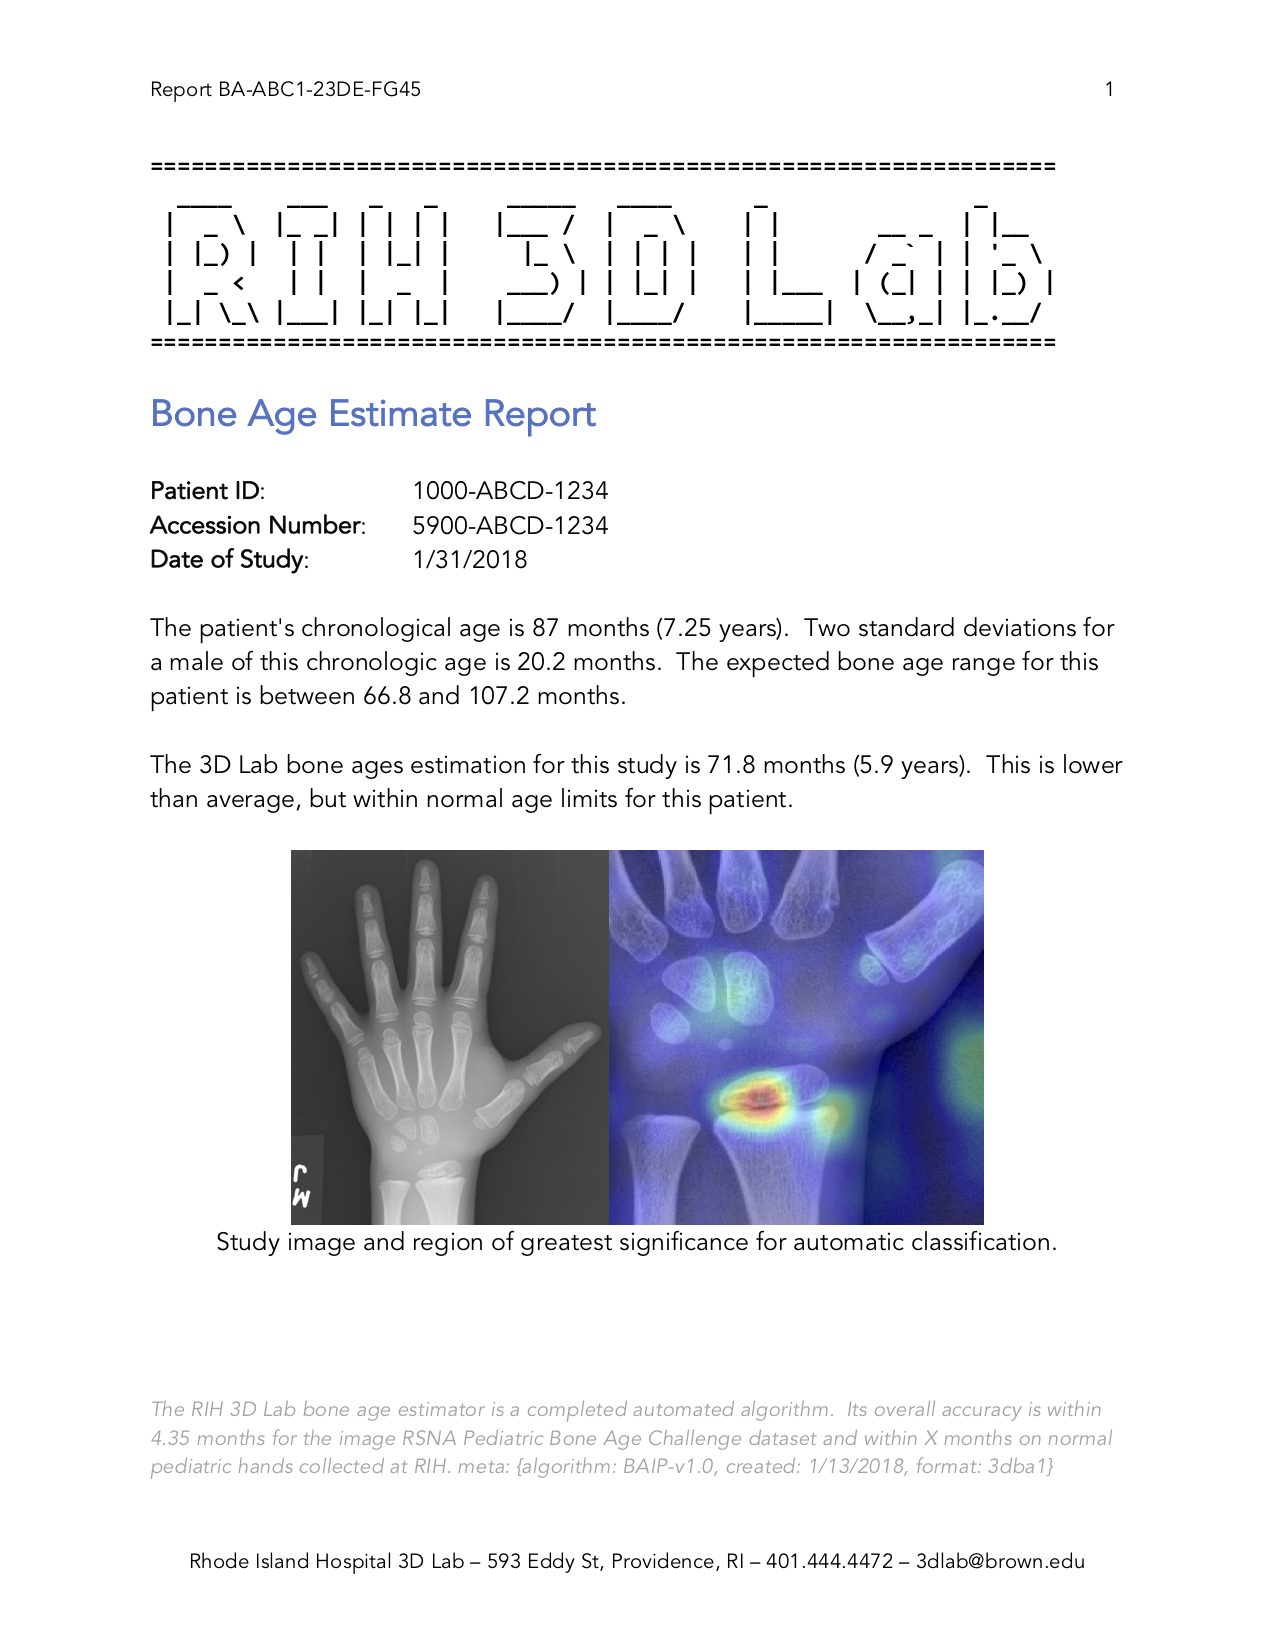 Report BA-ABC1-23DE-FG45 1
RIH 3D Lab
Bone Age Estimate Report
Patient ID: 1000-ABCD-1234
Accession Number: 5900-ABCD-1234
Date of Study: 1/31/2018
The patient's chronological age is 87 months (7.25 years).  Two standard deviations for
a male of this chronologic age is 20.2 months.  The expected bone age range for this
patient is between 66.8 and 107.2 months.
The 3D Lab bone ages estimation for this study is 71.8 months (5.9 years).  This is lower
than average, but within normal age limits for this patient.
J
M
Study image and region of greatest significance for automatic classification.
The RIH 3D Lab bone age estimator is a completed automated algorithm.  Its overall accuracy is within
4.35 months for the image RSNA Pediatric Bone Age Challenge dataset and within X months on normal
pediatric hands collected at RIH. meta: {algorithm: BAIP-v1.0, created: 1/13/2018, format: 3dba1}
Rhode Island Hospital 3D Lab – 593 Eddy St, Providence, RI – 401.444.4472 – 3dlab@brown.edu